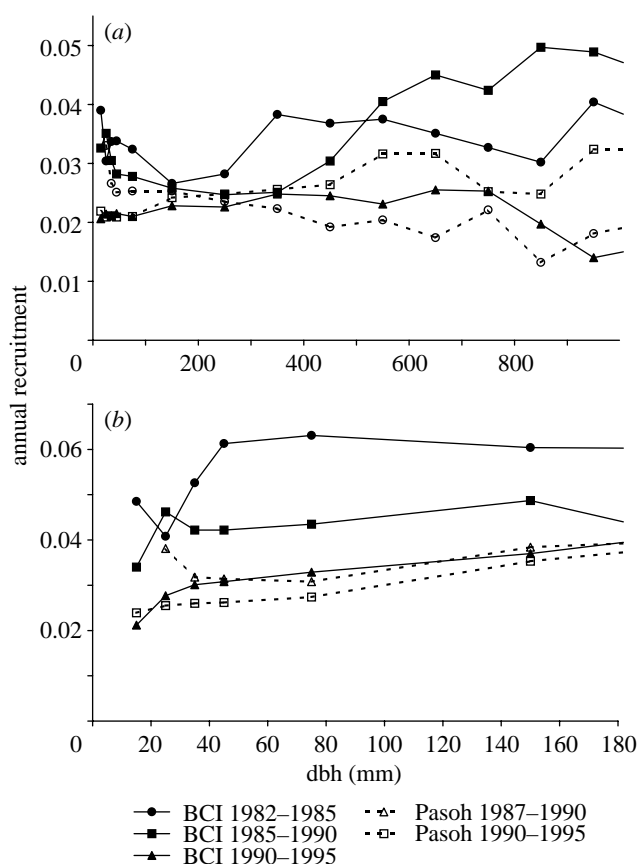 (a)
0.05
0.04
0.03
0.02
0.01
0
200
400
600
800
annual recruitment
(b)
0.06
0.04
0.02
0
20
40
60
80
100
120
140
160
180
dbh (mm)
BCI 1982–1985
BCI 1985–1990
BCI 1990–1995
Pasoh 1987–1990
Pasoh 1990–1995